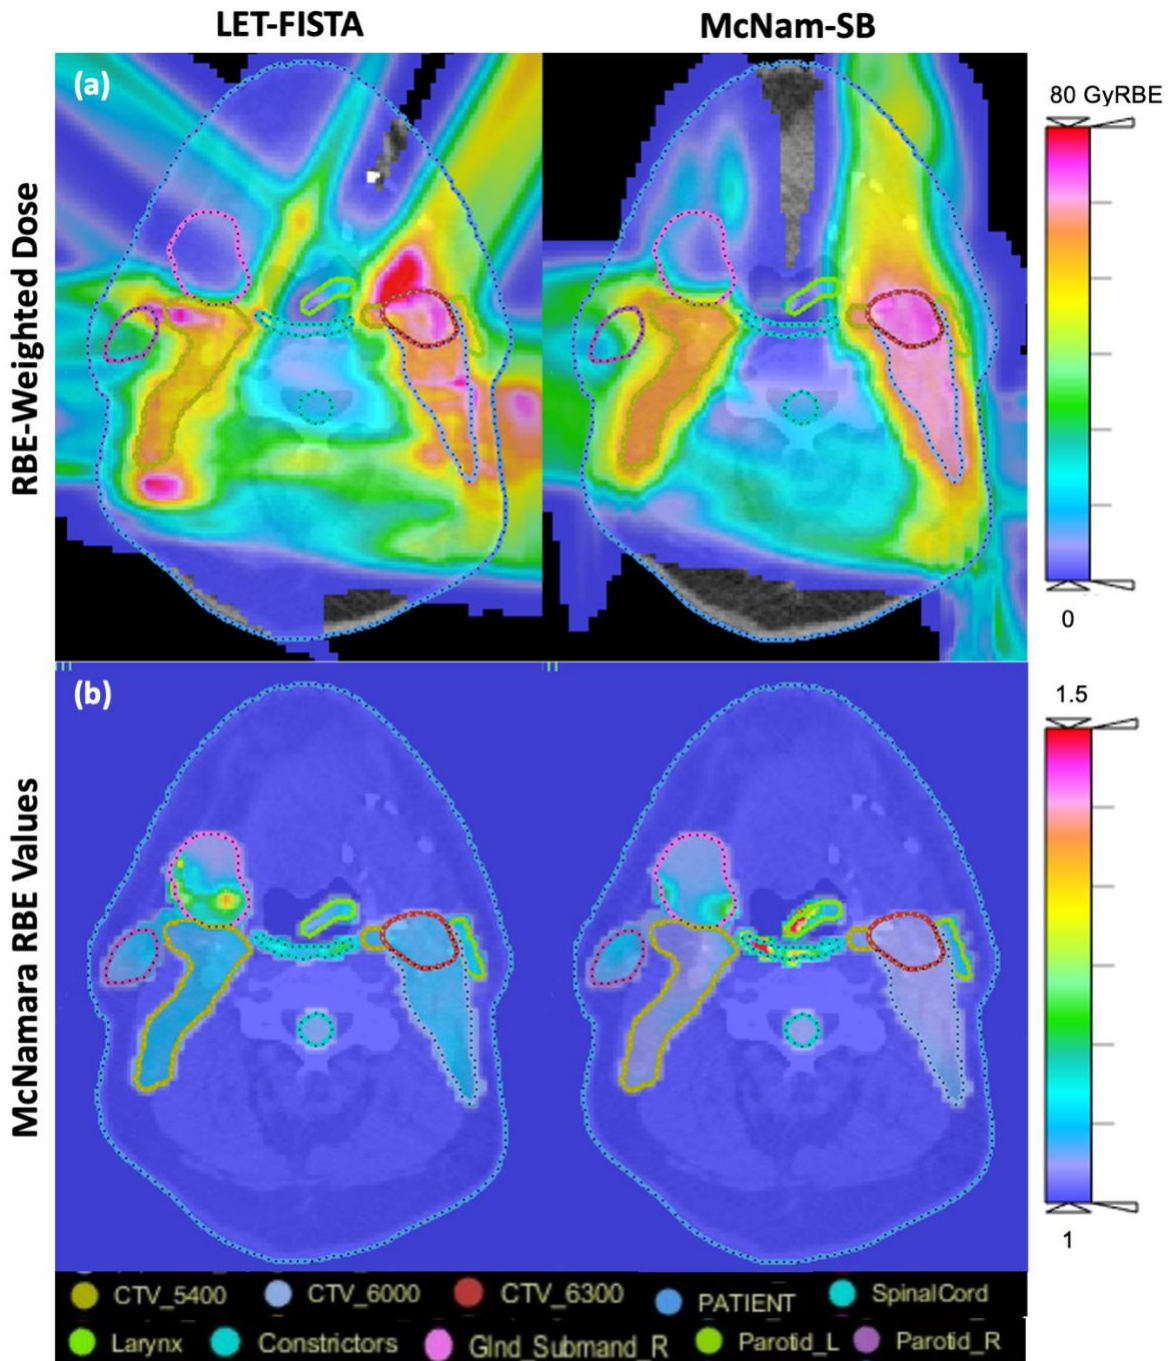 LET-FISTA McNam-SB
(a)
80 GyRBE
RBE-Weighted Dose
0
(b)
1.5
McNamara RBE Values
1
CTV_5400 CTV_6000 CTV_6300 PATIENT SpinalCord
Larynx Constrictors Glnd_Submand_R Parotid_L Parotid_R